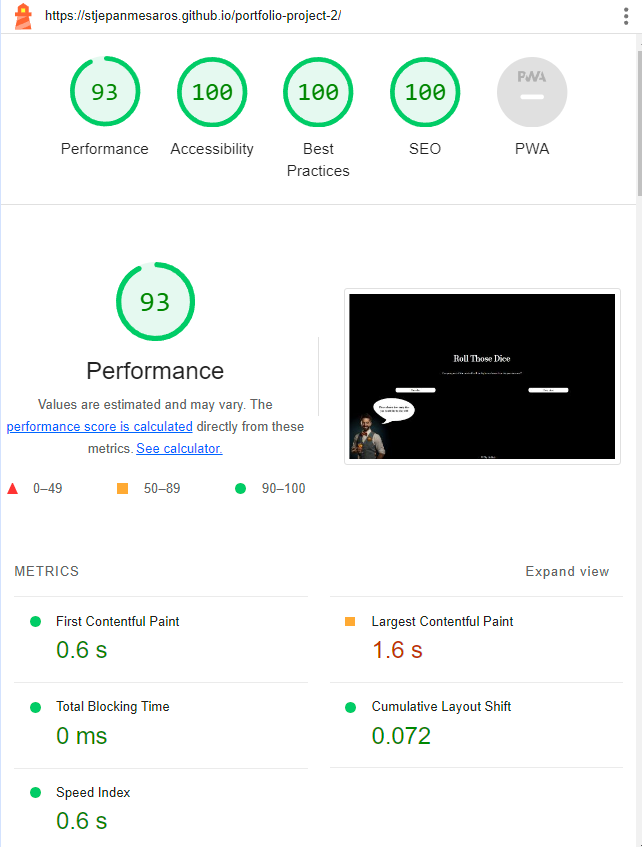 https://stjepanmesaros.github.io/portfolio-project-2/
93
100
100
100
PWA
Performance
Accessibility
Best
Practices
SEO
PWA
93
Performance
Values are estimated and may vary. The
performance score is calculated directly from these
metrics. See calculator.
0–49
50–89
90–100
Roll Those Dice
METRICS
Expand view
First Contentful Paint
0.6 s
Largest Contentful Paint
1.6 s
Total Blocking Time
0 ms
Cumulative Layout Shift
0.072
Speed Index
0.6 s